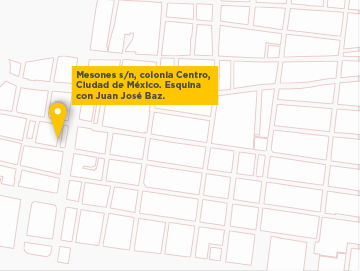 Mesones s/n, colonia Centro,
Ciudad de México. Esquina
con Juan José Baz.